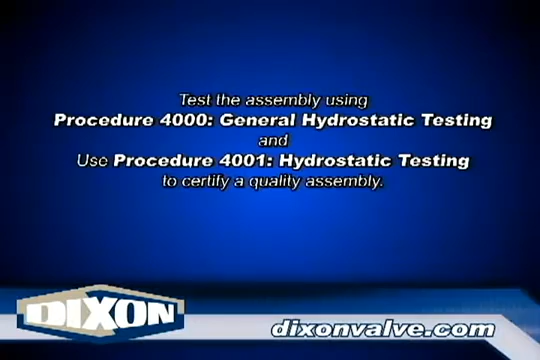 Test the assembly using
Procedure 4000: General Hydrostatic Testing
and
Use Procedure 4001: Hydrostatic Testing
to certify a quality assembly.
DIXON
dixonvalve.com